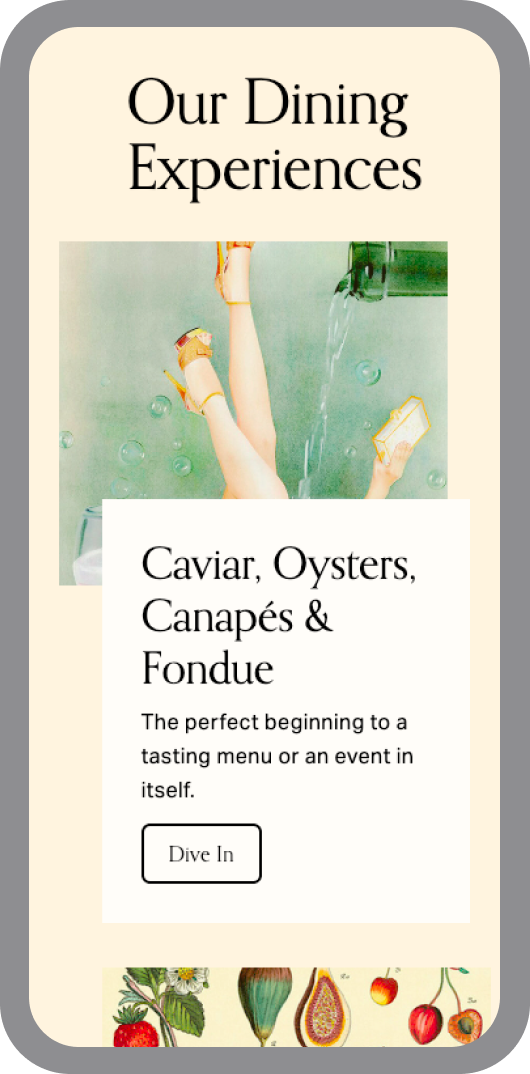 Our Dining
Experiences
Caviar, Oysters,
Canapés &
Fondue
The perfect beginning to a
tasting menu or an event in
itself.
Dive In